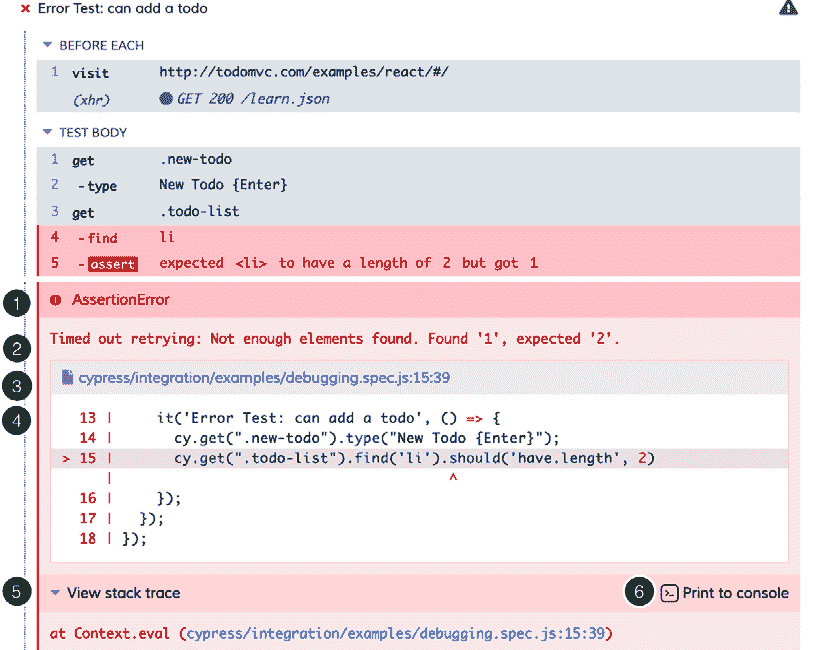 × Error Test: can add a todo
BEFORE EACH
1 visit http://todomvc.com/examples/react/#/
(xhr) GET 200 /learn.json
TEST BODY
1 get .new-todo
2 -type New Todo {Enter}
3 get .todo-list
4 -find li
5 -assert expected <li> to have a length of 2 but got 1
1 ! AssertionError
2 Timed out retrying: Not enough elements found. Found '1', expected '2'.
3 cypress/integration/examples/debugging.spec.js:15:39
4 13 | it('Error Test: can add a todo', () => {
14 | cy.get(".new-todo").type("New Todo {Enter}");
> 15 | cy.get(".todo-list").find('li').should('have.length', 2)
| ^
16 | });
17 | });
18 | });
5 View stack trace 6 >_ Print to console
at Context.eval (cypress/integration/examples/debugging.spec.js:15:39)